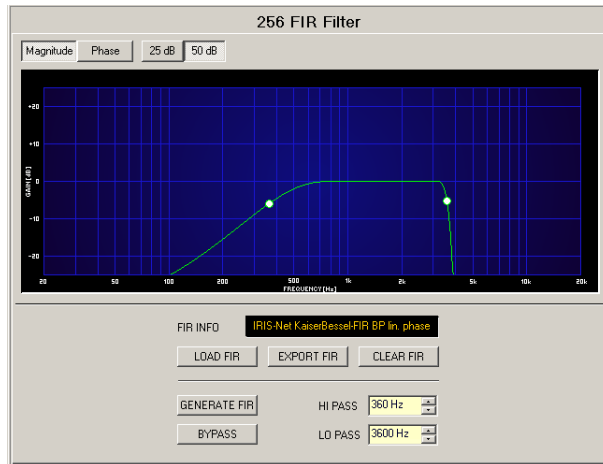 256 FIR Filter
Magnitude Phase 25 dB 50 dB
+20
+10
0
-10
-20
GAIN[dB]
20 50 100 200 500 1k 2k 5k 10k 20k
FREQUENCY[Hz]
FIR INFO IRIS-Net KaiserBessel-FIR BP lin. phase
LOAD FIR EXPORT FIR CLEAR FIR
GENERATE FIR HI PASS 360 Hz
BYPASS LO PASS 3600 Hz